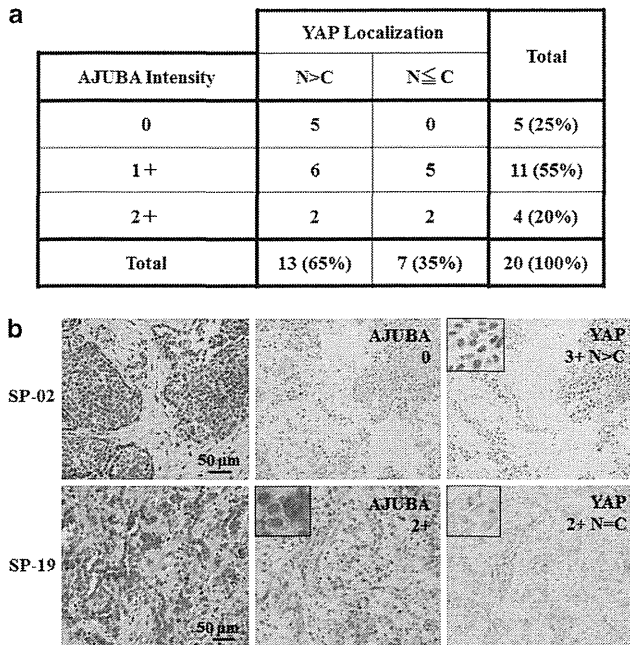 a
YAP Localization
Total
AJUBA Intensity
N>C
N≦C
0
5
0
5 (25%)
1+
6
5
11 (55%)
2+
2
2
4 (20%)
Total
13 (65%)
7 (35%)
20 (100%)
b
SP-02
50 μm
AJUBA
0
YAP
3+ N>C
SP-19
50 μm
AJUBA
2+
YAP
2+ N=C